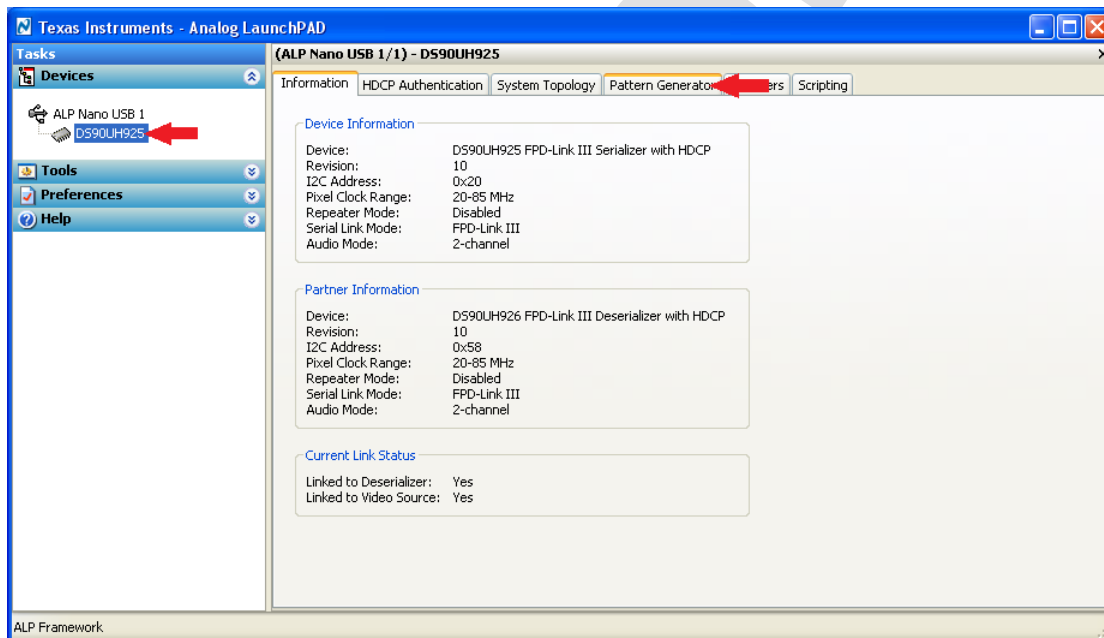 Texas Instruments - Analog LaunchPAD
Tasks
(ALP Nano USB 1/1) - DS90UH925
Devices
Information HDCP Authentication System Topology Pattern Generator Scripting
ALP Nano USB 1
DS90UH925
Tools
Preferences
Help
Device Information
Device: DS90UH925 FPD-Link III Serializer with HDCP
Revision: 10
I2C Address: 0x20
Pixel Clock Range: 20-85 MHz
Repeater Mode: Disabled
Serial Link Mode: FPD-Link III
Audio Mode: 2-channel
Partner Information
Device: DS90UH926 FPD-Link III Deserializer with HDCP
Revision: 10
I2C Address: 0x58
Pixel Clock Range: 20-85 MHz
Repeater Mode: Disabled
Serial Link Mode: FPD-Link III
Audio Mode: 2-channel
Current Link Status
Linked to Deserializer: Yes
Linked to Video Source: Yes
ALP Framework